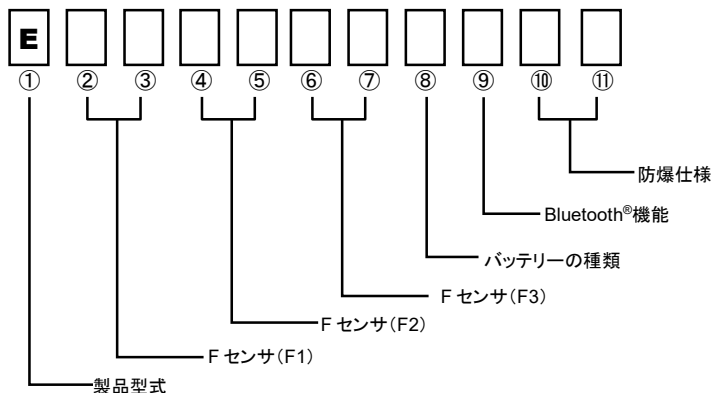 E
① ② ③ ④ ⑤ ⑥ ⑦ ⑧ ⑨ ⑩ ⑪
防爆仕様
Bluetooth®機能
バッテリーの種類
F センサ(F3)
F センサ(F2)
F センサ(F1)
製品型式